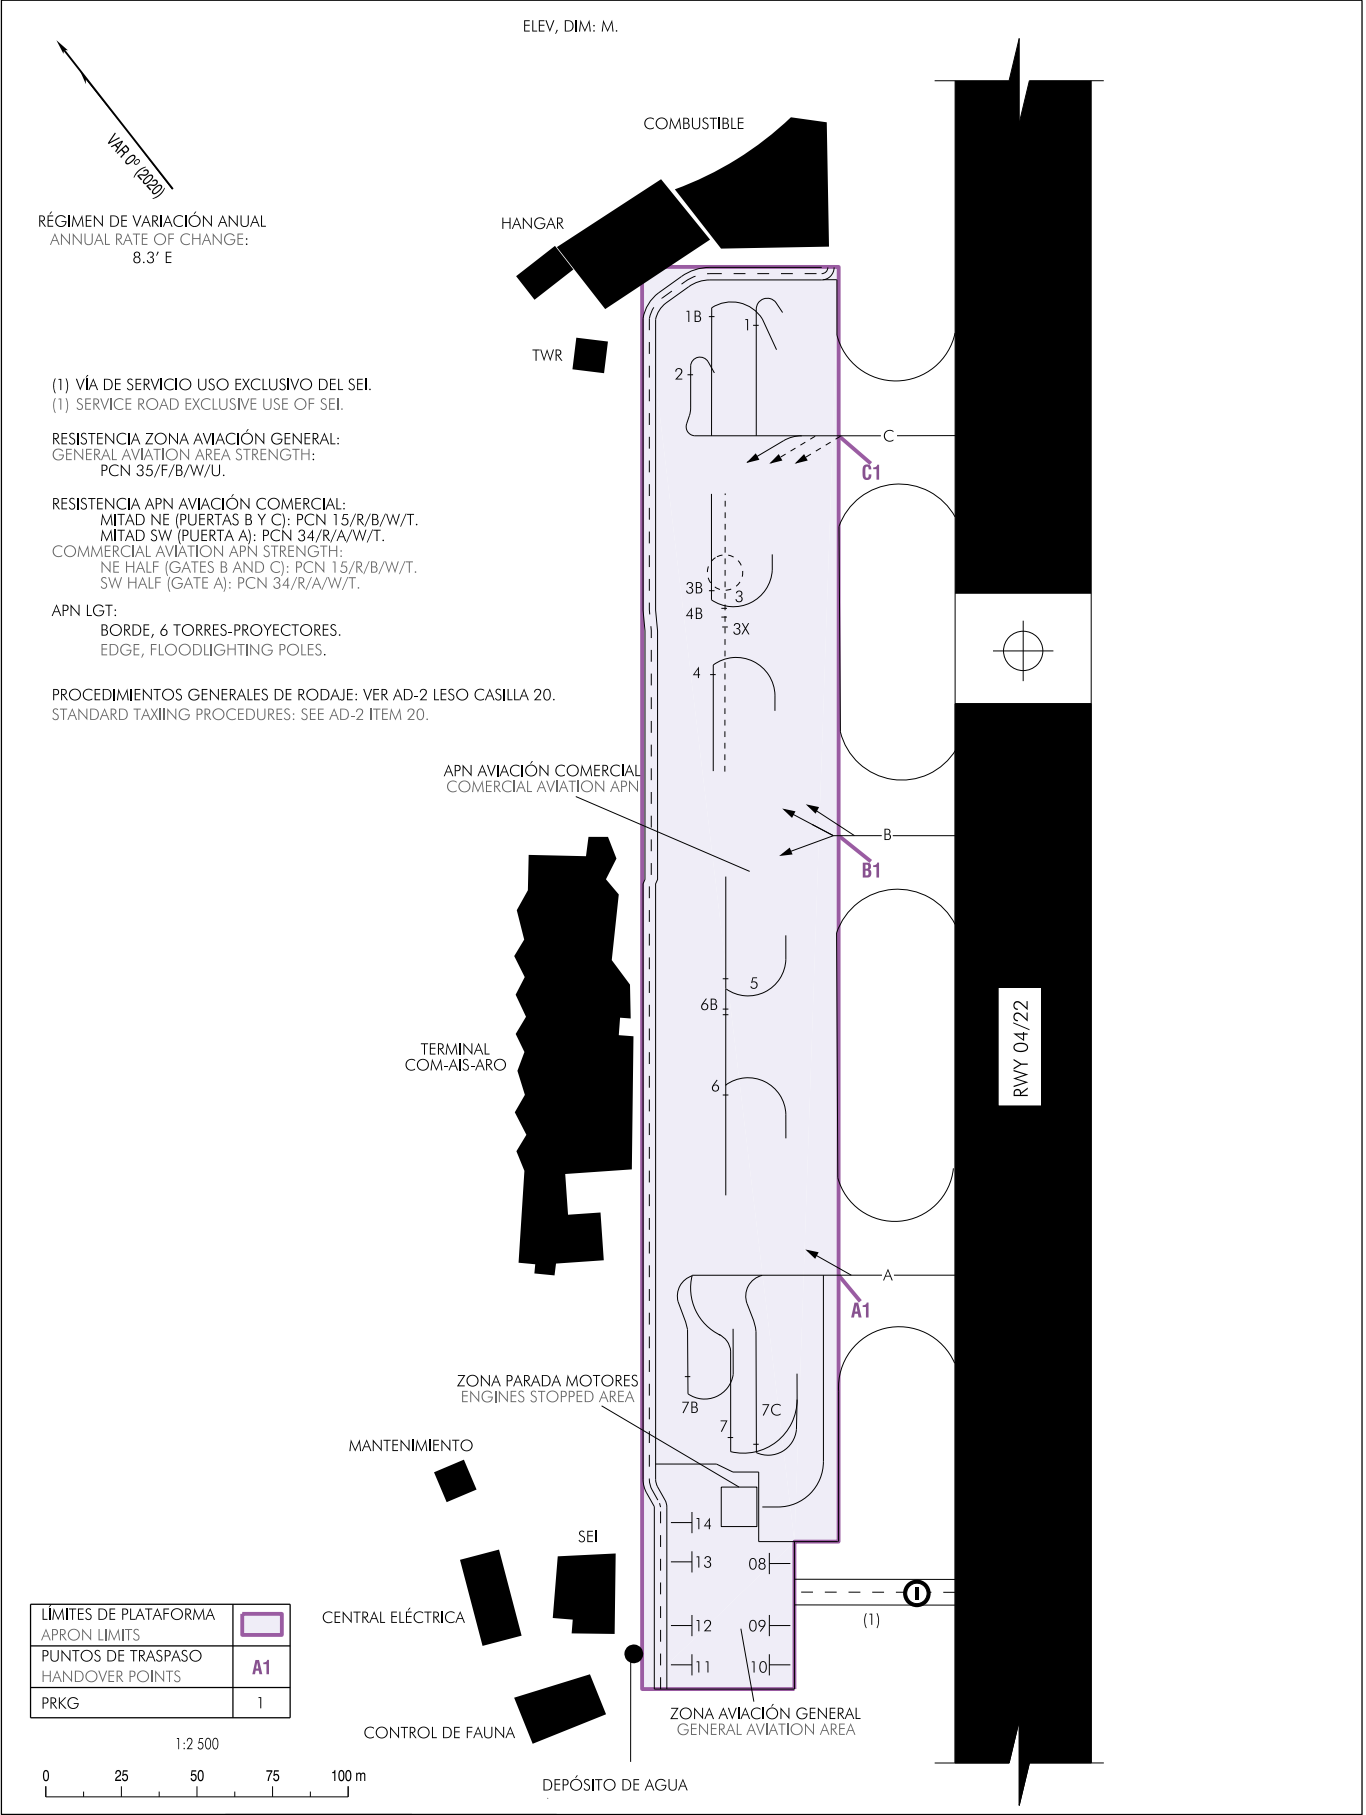 ELEV, DIM: M.
VAR 0º (2020)
RÉGIMEN DE VARIACIÓN ANUAL
ANNUAL RATE OF CHANGE:
8.3’ E
COMBUSTIBLE
HANGAR
TWR
(1) VÍA DE SERVICIO USO EXCLUSIVO DEL SEI.
(1) SERVICE ROAD EXCLUSIVE USE OF SEI.
RESISTENCIA ZONA AVIACIÓN GENERAL:
GENERAL AVIATION AREA STRENGTH:
PCN 35/F/B/W/U.
RESISTENCIA APN AVIACIÓN COMERCIAL:
MITAD NE (PUERTAS B Y C): PCN 15/R/B/W/T.
MITAD SW (PUERTA A): PCN 34/R/A/W/T.
COMMERCIAL AVIATION APN STRENGTH:
NE HALF (GATES B AND C): PCN 15/R/B/W/T.
SW HALF (GATE A): PCN 34/R/A/W/T.
APN LGT:
BORDE, 6 TORRES-PROYECTORES.
EDGE, FLOODLIGHTING POLES.
PROCEDIMIENTOS GENERALES DE RODAJE: VER AD-2 LESO CASILLA 20.
STANDARD TAXIING PROCEDURES: SEE AD-2 ITEM 20.
1B
1
2
C
C1
3B
3
4B
3X
4
APN AVIACIÓN COMERCIAL
COMERCIAL AVIATION APN
B
B1
5
6B
6
TERMINAL
COM-AIS-ARO
RWY 04/22
A
A1
ZONA PARADA MOTORES
ENGINES STOPPED AREA
7B
7
7C
MANTENIMIENTO
SEI
14
13
08
12
09
11
10
(1)
CENTRAL ELÉCTRICA
CONTROL DE FAUNA
DEPÓSITO DE AGUA
ZONA AVIACIÓN GENERAL
GENERAL AVIATION AREA
LÍMITES DE PLATAFORMA
APRON LIMITS
PUNTOS DE TRASPASO
HANDOVER POINTS
A1
PRKG
1
1:2 500
0 25 50 75 100 m